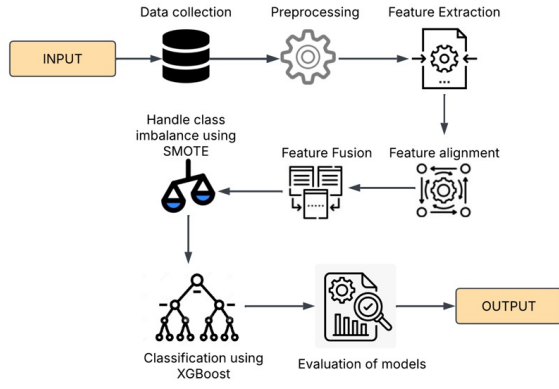 Data collection
Preprocessing
Feature Extraction
INPUT
Handle class
imbalance using
SMOTE
Feature Fusion
Feature alignment
OUTPUT
Classification using
XGBoost
Evaluation of models